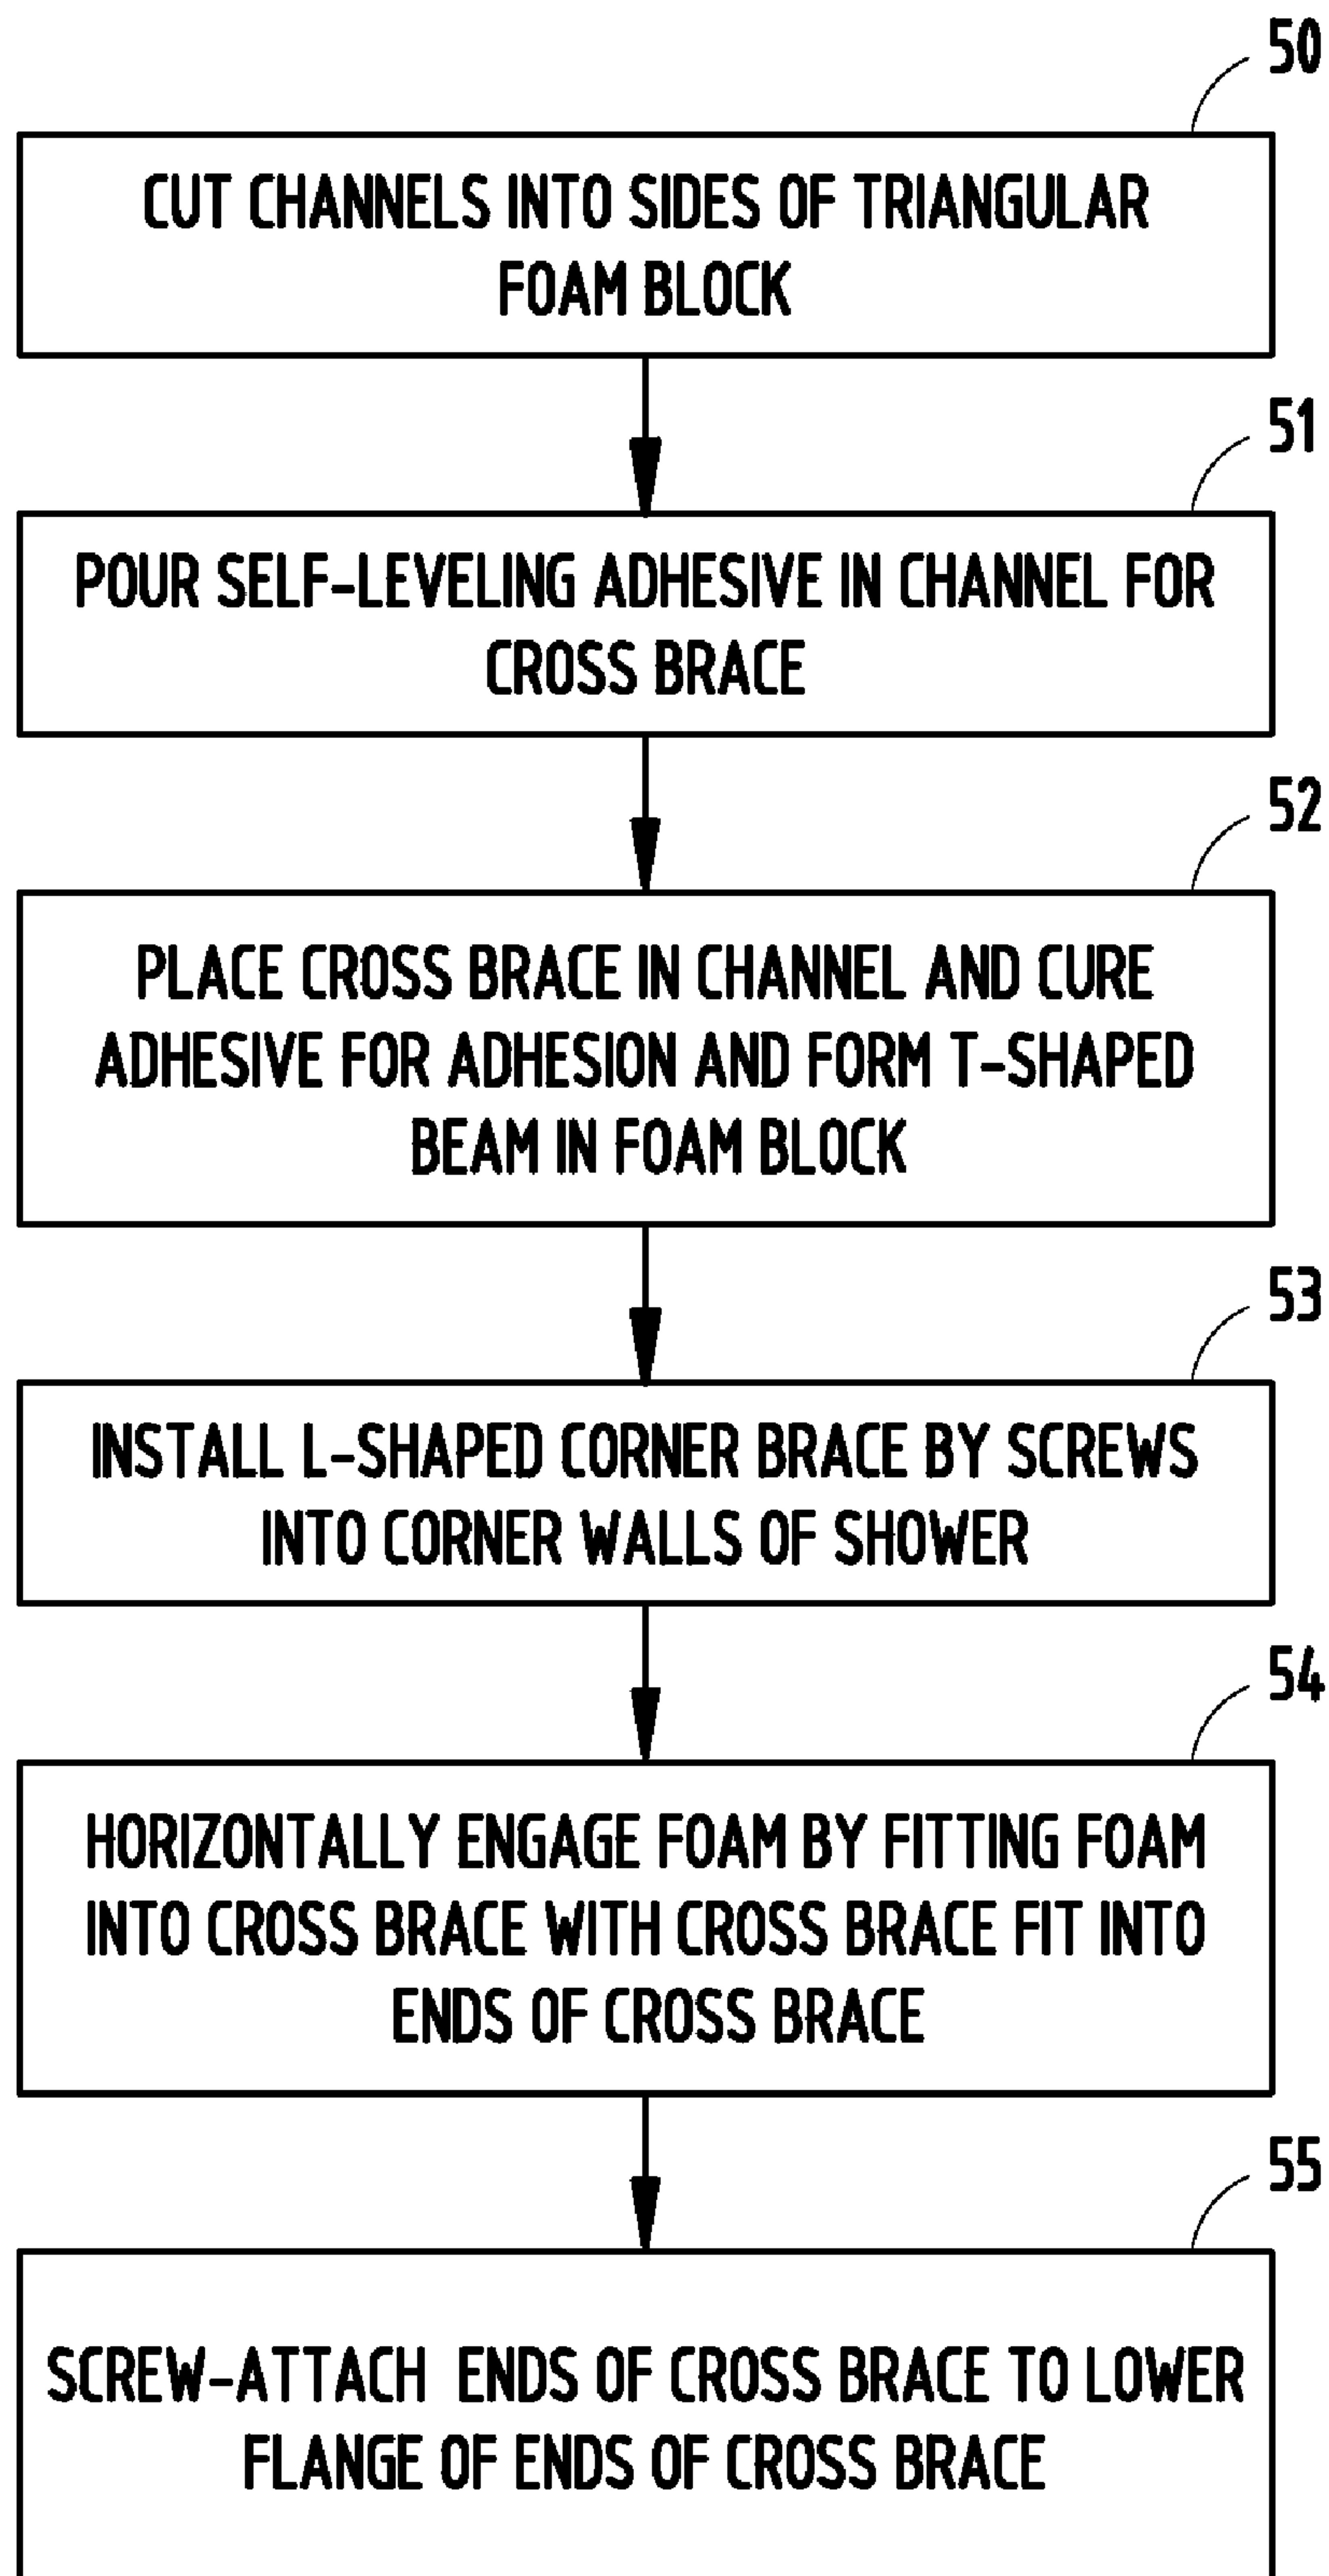 50
CUT CHANNELS INTO SIDES OF TRIANGULAR
FOAM BLOCK
51
POUR SELF-LEVELING ADHESIVE IN CHANNEL FOR
CROSS BRACE
52
PLACE CROSS BRACE IN CHANNEL AND CURE
ADHESIVE FOR ADHESION AND FORM T-SHAPED
BEAM IN FOAM BLOCK
53
INSTALL L-SHAPED CORNER BRACE BY SCREWS
INTO CORNER WALLS OF SHOWER
54
HORIZONTALLY ENGAGE FOAM BY FITTING FOAM
INTO CROSS BRACE WITH CROSS BRACE FIT INTO
ENDS OF CROSS BRACE
55
SCREW-ATTACH ENDS OF CROSS BRACE TO LOWER
FLANGE OF ENDS OF CROSS BRACE